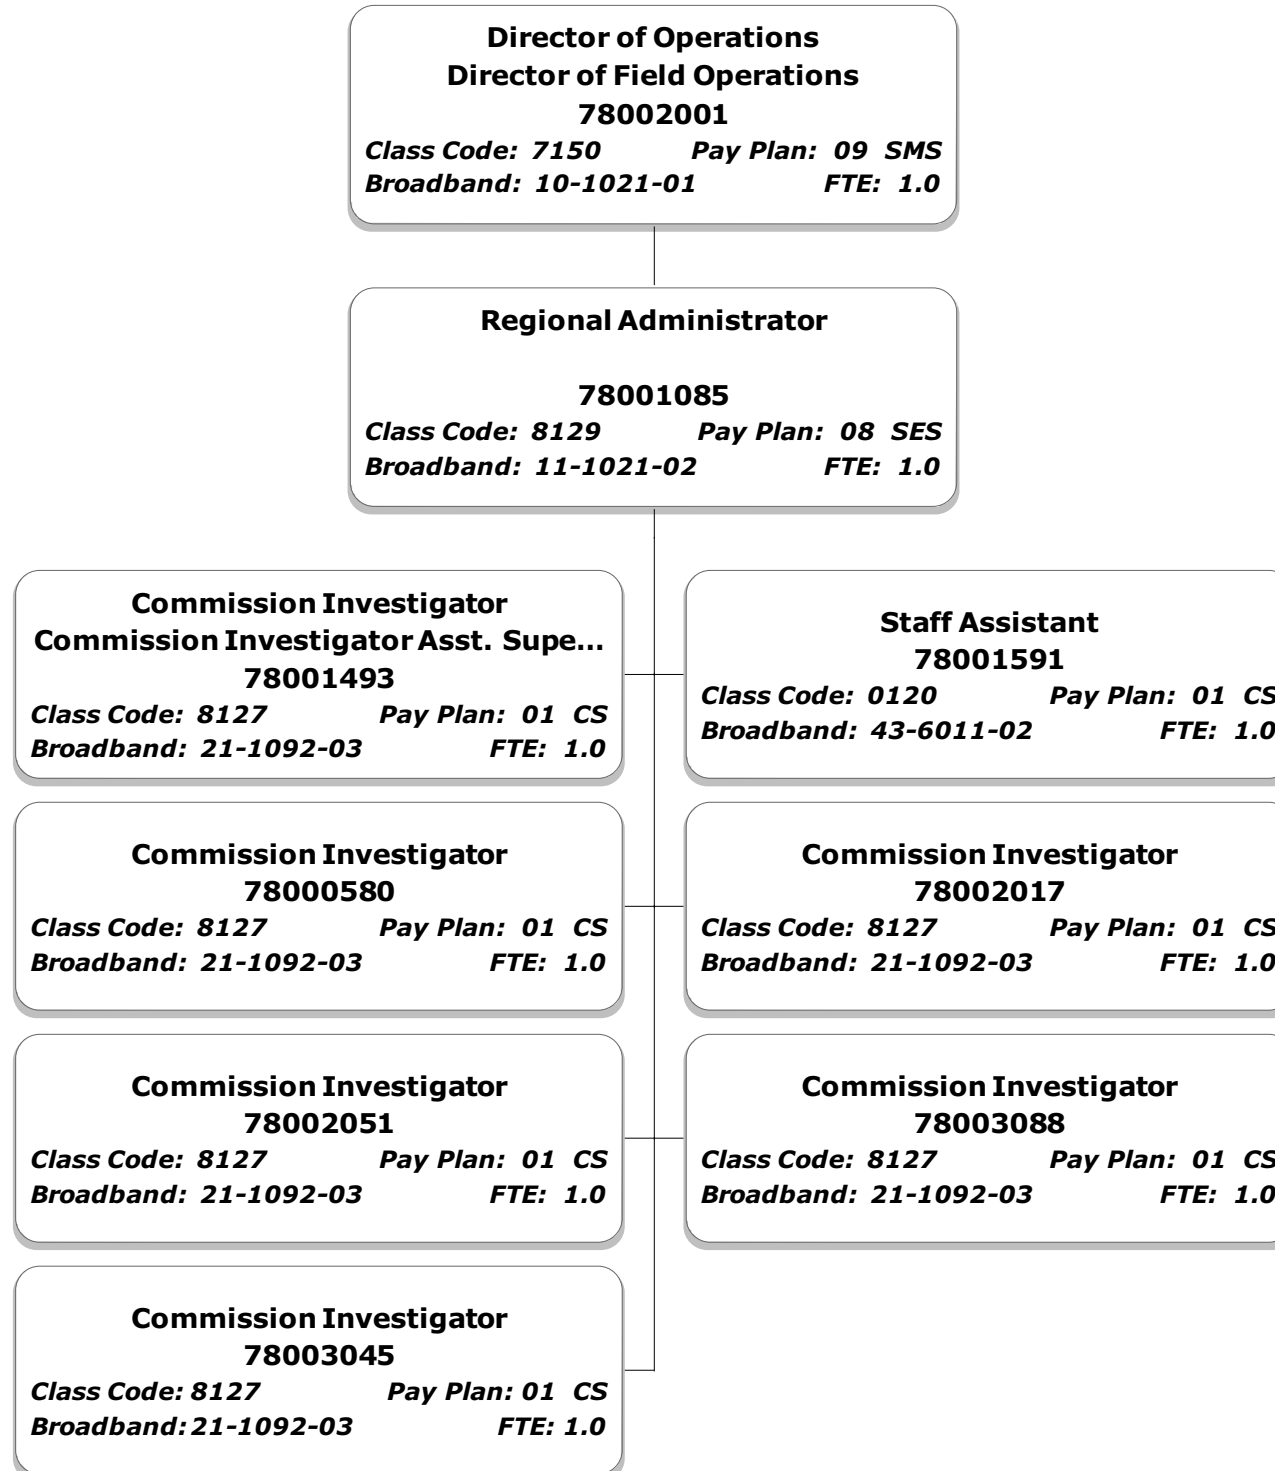 Director of Operations
Director of Field Operations
78002001
Class Code: 7150 Pay Plan: 09 SMS
Broadband: 10-1021-01 FTE: 1.0
Regional Administrator
78001085
Class Code: 8129 Pay Plan: 08 SES
Broadband: 11-1021-02 FTE: 1.0
Commission Investigator
Commission Investigator Asst. Supe...
78001493
Class Code: 8127 Pay Plan: 01 CS
Broadband: 21-1092-03 FTE: 1.0
Staff Assistant
78001591
Class Code: 0120 Pay Plan: 01 CS
Broadband: 43-6011-02 FTE: 1.0
Commission Investigator
78000580
Class Code: 8127 Pay Plan: 01 CS
Broadband: 21-1092-03 FTE: 1.0
Commission Investigator
78002017
Class Code: 8127 Pay Plan: 01 CS
Broadband: 21-1092-03 FTE: 1.0
Commission Investigator
78002051
Class Code: 8127 Pay Plan: 01 CS
Broadband: 21-1092-03 FTE: 1.0
Commission Investigator
78003088
Class Code: 8127 Pay Plan: 01 CS
Broadband: 21-1092-03 FTE: 1.0
Commission Investigator
78003045
Class Code: 8127 Pay Plan: 01 CS
Broadband: 21-1092-03 FTE: 1.0